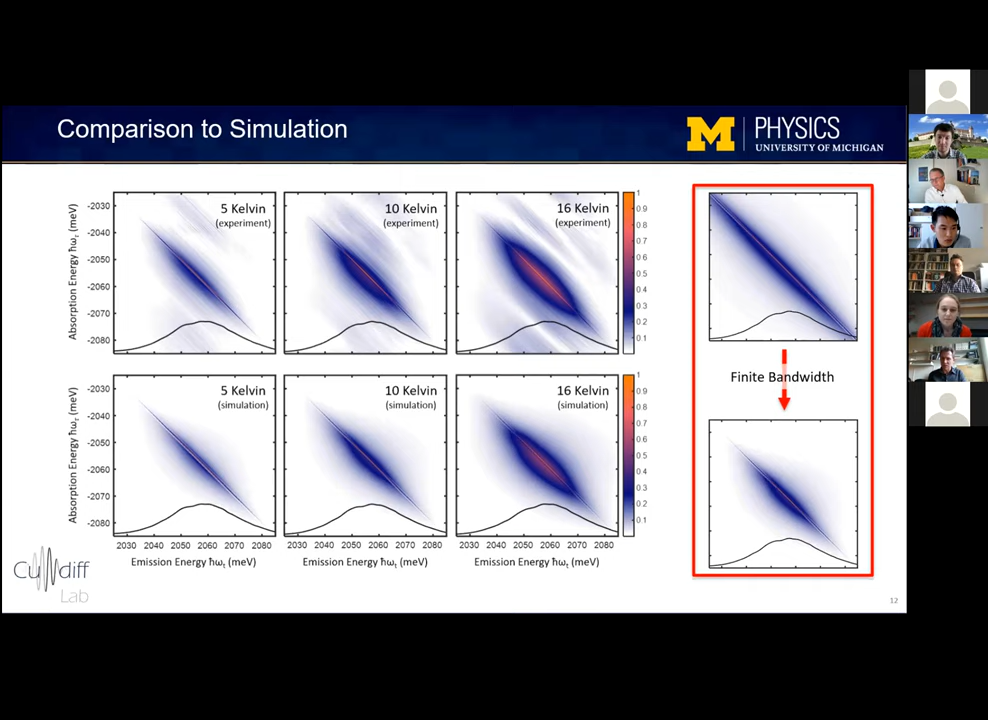 Comparison to Simulation
M
PHYSICS
UNIVERSITY OF MICHIGAN
Absorption Energy ħωτ (meV)
-2030
-2040
-2050
-2060
-2070
-2080
5 Kelvin
(experiment)
10 Kelvin
(experiment)
16 Kelvin
(experiment)
1
0.9
0.8
0.7
0.6
0.5
0.4
0.3
0.2
0.1
Finite Bandwidth
Absorption Energy ħωτ (meV)
-2030
-2040
-2050
-2060
-2070
-2080
5 Kelvin
(simulation)
10 Kelvin
(simulation)
16 Kelvin
(simulation)
1
0.9
0.8
0.7
0.6
0.5
0.4
0.3
0.2
0.1
2030 2040 2050 2060 2070 2080
2030 2040 2050 2060 2070 2080
2030 2040 2050 2060 2070 2080
Emission Energy ħωt (meV)
Emission Energy ħωt (meV)
Emission Energy ħωt (meV)
Cundiff
Lab
12